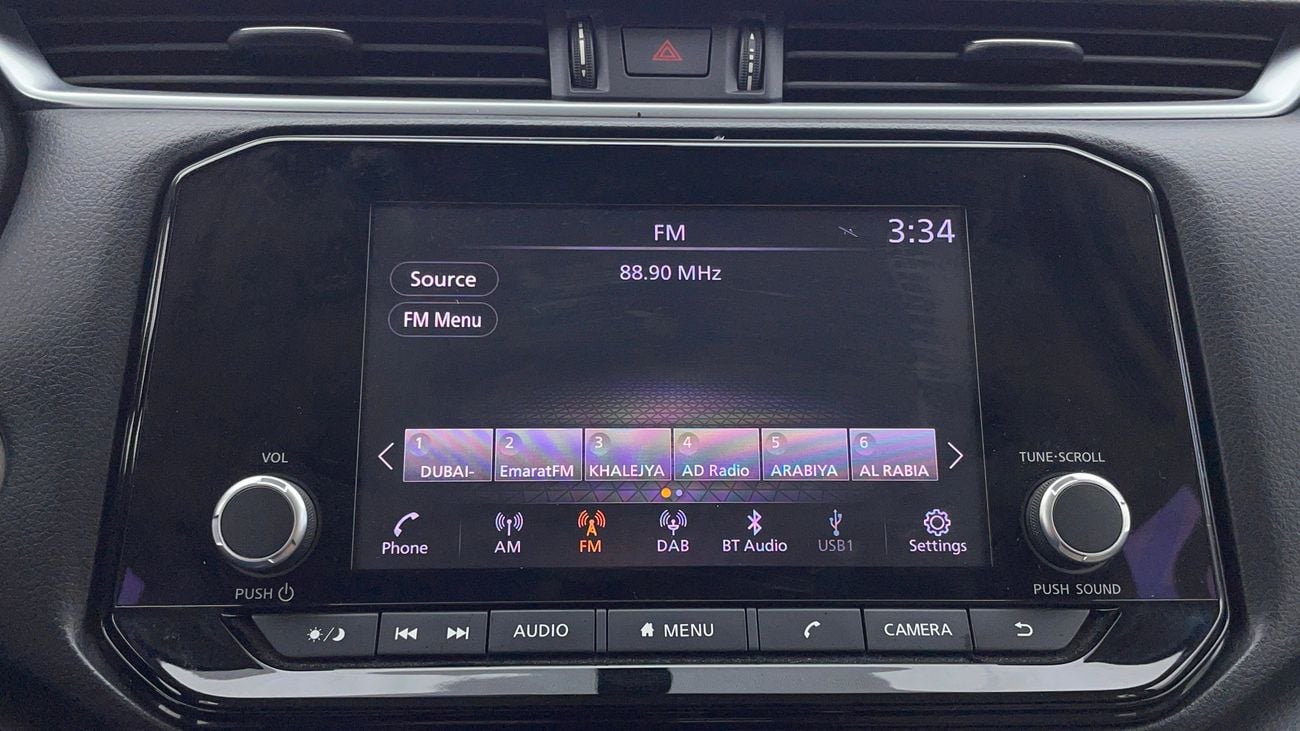 FM
3:34
Source
88.90 MHz
FM Menu
1 2 3 4 5 6
DUBAI- EmaratFM KHALEJYA AD Radio ARABIYA AL RABIA
VOL
TUNE·SCROLL
Phone AM FM DAB BT Audio USB1 Settings
PUSH
PUSH SOUND
AUDIO MENU CAMERA